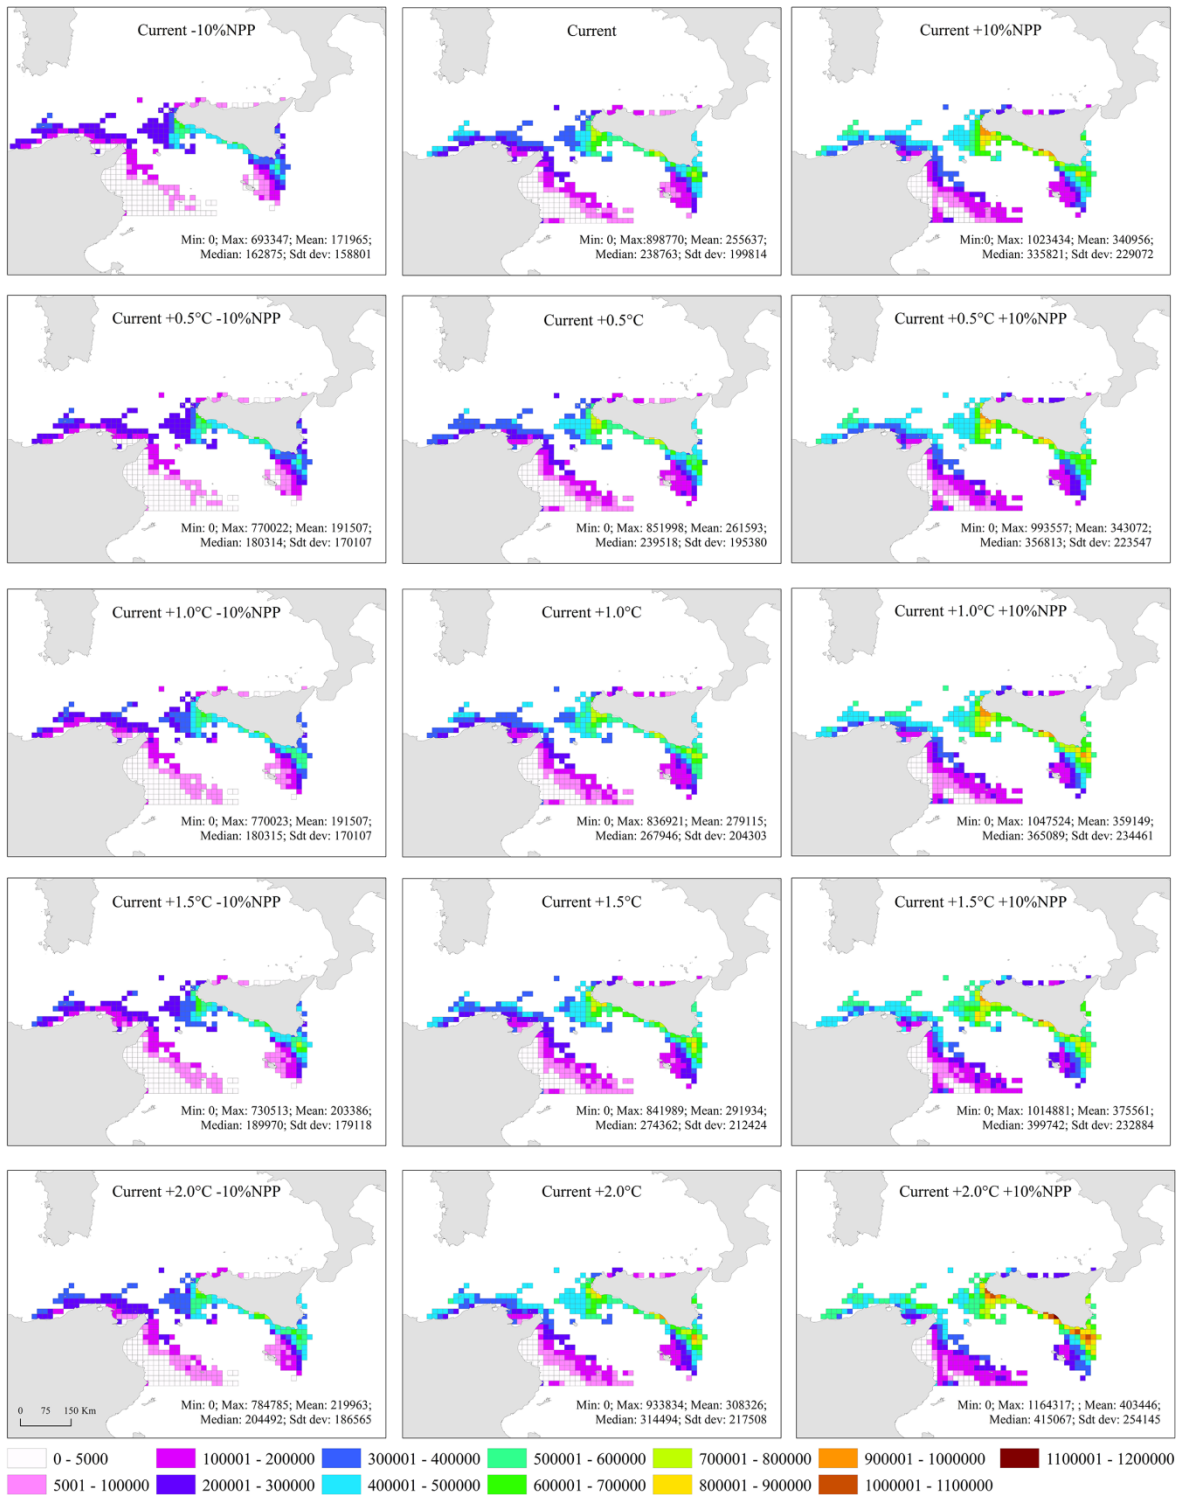 Current -10%NPP
Min: 0; Max: 693347; Mean: 171965;
Median: 162875; Sdt dev: 158801
Current
Min: 0; Max:898770; Mean: 255637;
Median: 238763; Sdt dev: 199814
Current +10%NPP
Min:0; Max: 1023434; Mean: 340956;
Median: 335821; Sdt dev: 229072
Current +0.5°C -10%NPP
Min: 0; Max: 770022; Mean: 191507;
Median: 180314; Sdt dev: 170107
Current +0.5°C
Min: 0; Max: 851998; Mean: 261593;
Median: 239518; Sdt dev: 195380
Current +0.5°C +10%NPP
Min: 0; Max: 993557; Mean: 343072;
Median: 356813; Sdt dev: 223547
Current +1.0°C -10%NPP
Min: 0; Max: 770023; Mean: 191507;
Median: 180315; Sdt dev: 170107
Current +1.0°C
Min: 0; Max: 836921; Mean: 279115;
Median: 267946; Sdt dev: 204303
Current +1.0°C +10%NPP
Min: 0; Max: 1047524; Mean: 359149;
Median: 365089; Sdt dev: 234461
Current +1.5°C -10%NPP
Min: 0; Max: 730513; Mean: 203386;
Median: 189970; Sdt dev: 179118
Current +1.5°C
Min: 0; Max: 841989; Mean: 291934;
Median: 274362; Sdt dev: 212424
Current +1.5°C +10%NPP
Min: 0; Max: 1014881; Mean: 375561;
Median: 399742; Sdt dev: 232884
Current +2.0°C -10%NPP
0 75 150 Km
Min: 0; Max: 784785; Mean: 219963;
Median: 204492; Sdt dev: 186565
Current +2.0°C
Min: 0; Max: 933834; Mean: 308326;
Median: 314494; Sdt dev: 217508
Current +2.0°C +10%NPP
Min: 0; Max: 1164317; ; Mean: 403446;
Median: 415067; Sdt dev: 254145
0 - 5000 100001 - 200000 300001 - 400000 500001 - 600000 700001 - 800000 900001 - 1000000 1100001 - 1200000
5001 - 100000 200001 - 300000 400001 - 500000 600001 - 700000 800001 - 900000 1000001 - 1100000